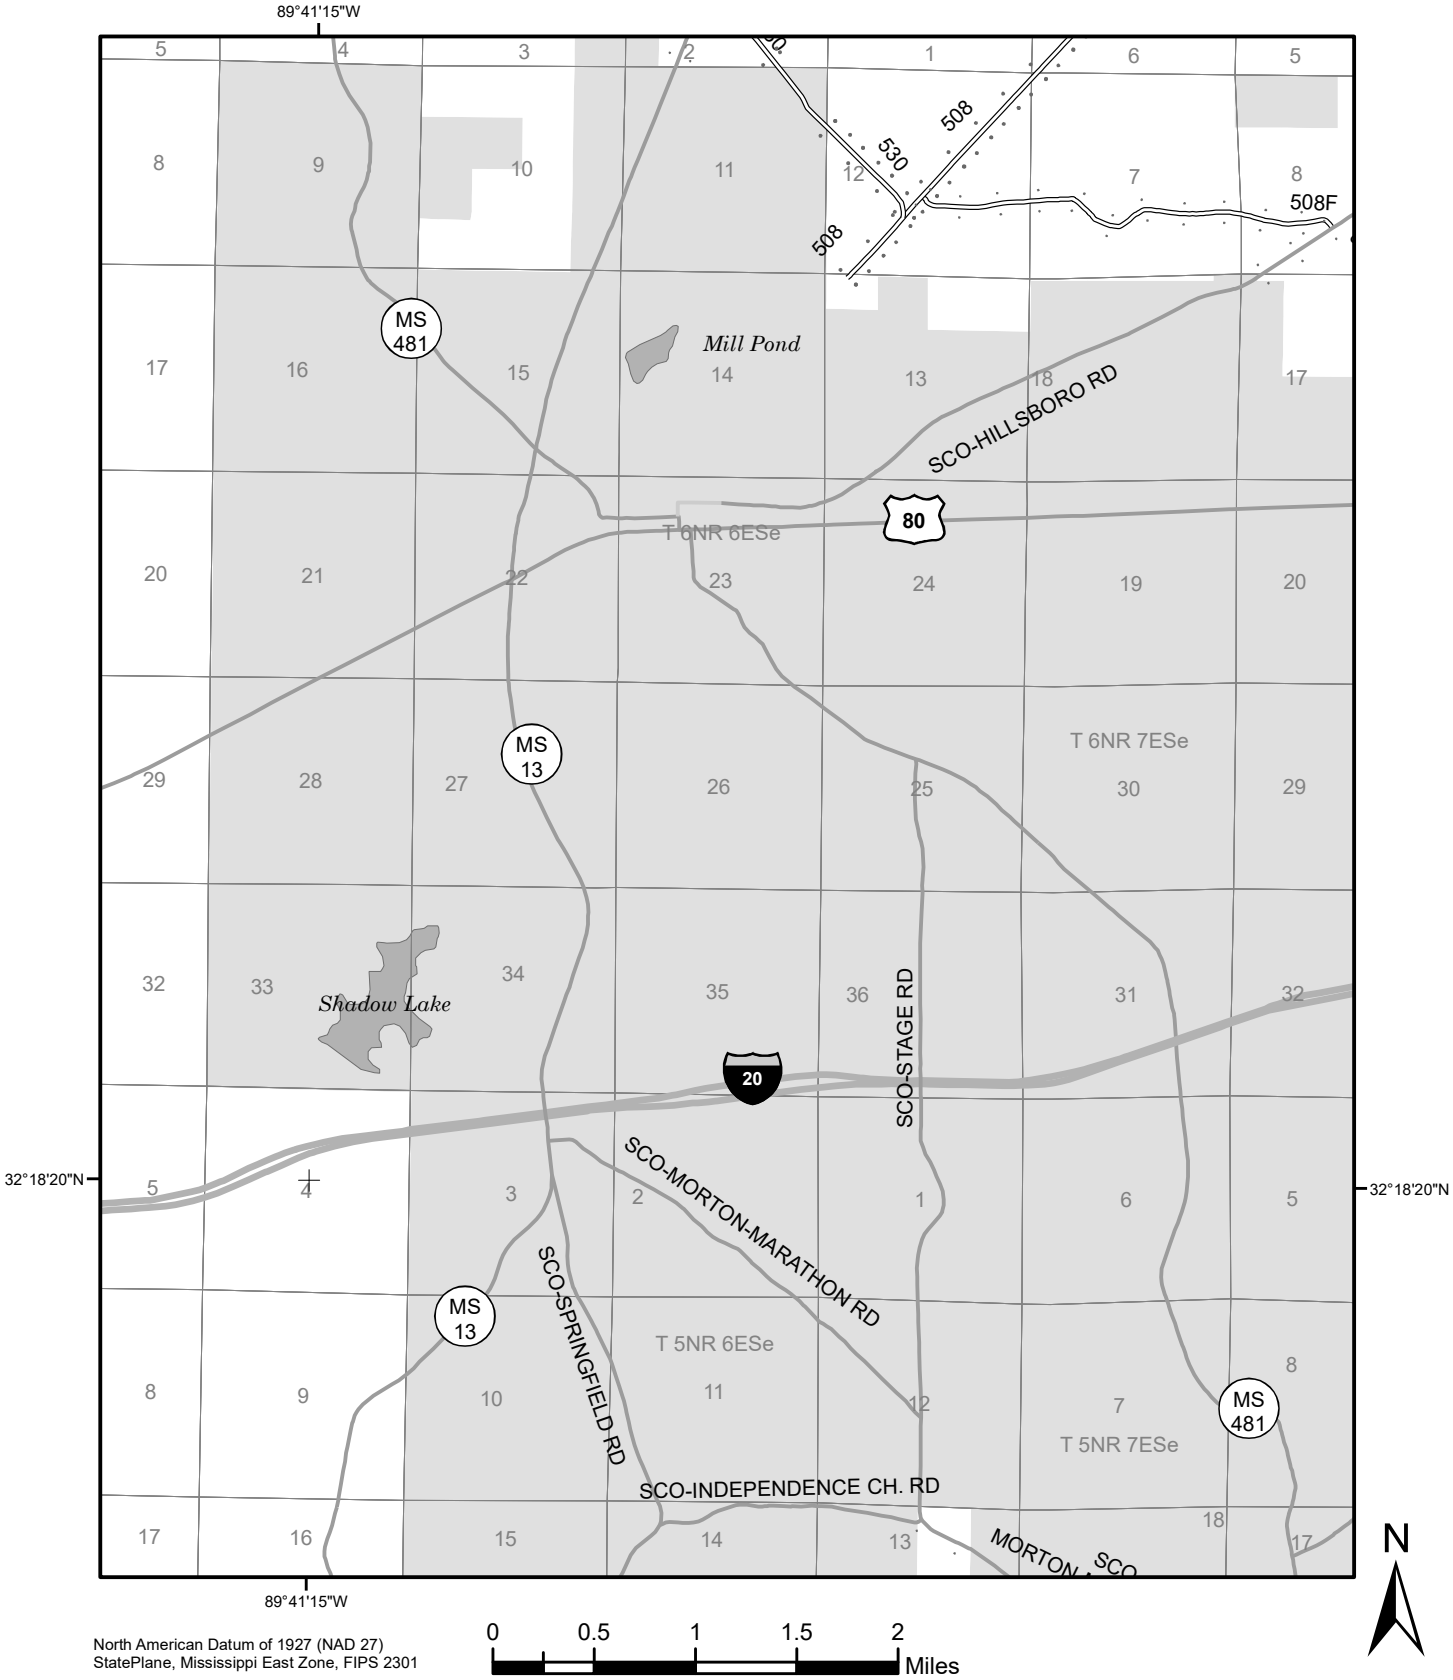 89°41'15"W
5 4 3 2 1 6 5
508
530
8 9 10 11 12 7 8
508F
508
MS
481
Mill Pond
17 16 15 14 13 18 17
SCO-HILLSBORO RD
80
T 6NR 6ESe
20 21 22 23 24 19 20
T 6NR 7ESe
MS
13
29 28 27 26 25 30 29
32 33 34 35 36 31 32
Shadow Lake
SCO-STAGE RD
20
32°18'20"N
32°18'20"N
5 4 3 2 1 6 5
SCO-MORTON-MARATHON RD
SCO-SPRINGFIELD RD
MS
13
T 5NR 6ESe
8 9 10 11 12 7 8
MS
481
T 5NR 7ESe
SCO-INDEPENDENCE CH. RD
17 16 15 14 13 18 17
MORTON
SCO
N
89°41'15"W
North American Datum of 1927 (NAD 27)
StatePlane, Mississippi East Zone, FIPS 2301
0 0.5 1 1.5 2
Miles